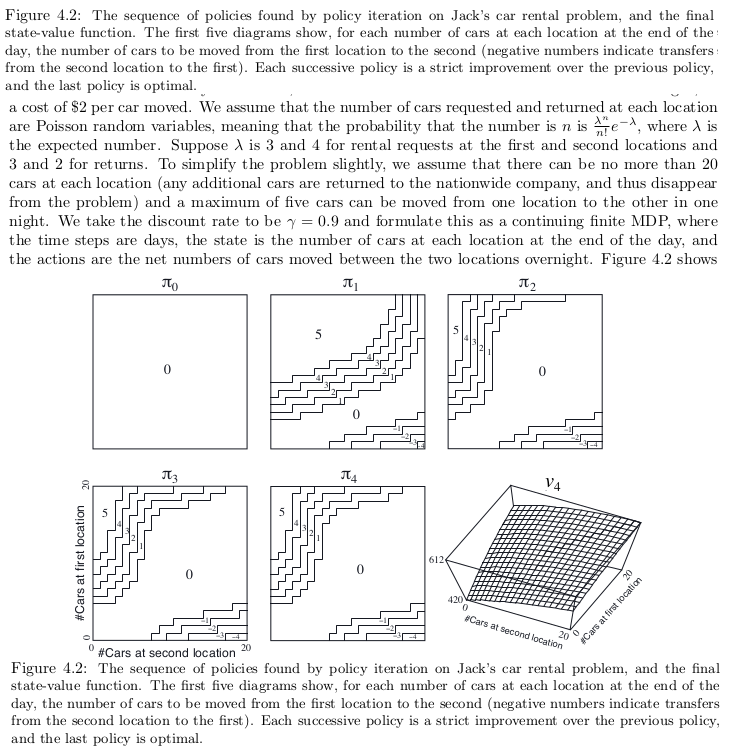 Figure 4.2: The sequence of policies found by policy iteration on Jack's car rental problem, and the final
state-value function. The first five diagrams show, for each number of cars at each location at the end of the
day, the number of cars to be moved from the first location to the second (negative numbers indicate transfers
from the second location to the first). Each successive policy is a strict improvement over the previous policy,
and the last policy is optimal.
a cost of $2 per car moved. We assume that the number of cars requested and returned at each location
are Poisson random variables, meaning that the probability that the number is n is λⁿ/n! e^−λ, where λ is
the expected number. Suppose λ is 3 and 4 for rental requests at the first and second locations and
3 and 2 for returns. To simplify the problem slightly, we assume that there can be no more than 20
cars at each location (any additional cars are returned to the nationwide company, and thus disappear
from the problem) and a maximum of five cars can be moved from one location to the other in one
night. We take the discount rate to be γ = 0.9 and formulate this as a continuing finite MDP, where
the time steps are days, the state is the number of cars at each location at the end of the day, and
the actions are the net numbers of cars moved between the two locations overnight. Figure 4.2 shows
π₀ π₁ π₂
0
5
4
3
2
1
4
3
2
1
0
-1
-2
-3
-4
5
4
3
2
1
0
-1
-2
-3
-4
π₃ π₄ v₄
#Cars at first location
20
0
5
4
3
2
1
0
-1
-2
-3
-4
0 #Cars at second location 20
5
4
3
2
1
0
-1
-2
-3
-4
612
420
0
#Cars at second location
20
0
#Cars at first location
20
Figure 4.2: The sequence of policies found by policy iteration on Jack's car rental problem, and the final
state-value function. The first five diagrams show, for each number of cars at each location at the end of the
day, the number of cars to be moved from the first location to the second (negative numbers indicate transfers
from the second location to the first). Each successive policy is a strict improvement over the previous policy,
and the last policy is optimal.